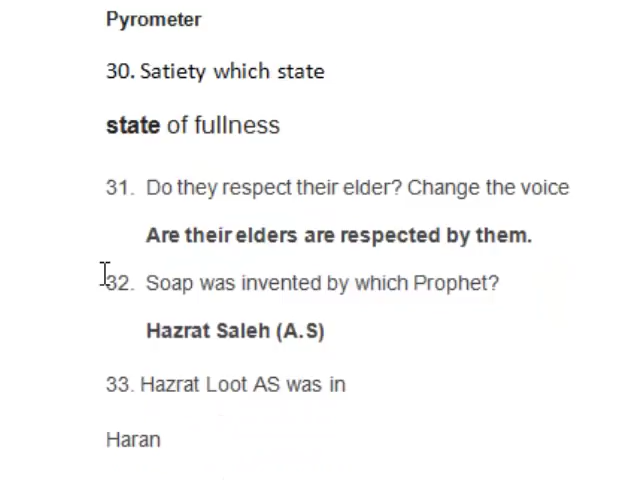 Pyrometer
30. Satiety which state
state of fullness
31. Do they respect their elder? Change the voice
Are their elders are respected by them.
32. Soap was invented by which Prophet?
Hazrat Saleh (A.S)
33. Hazrat Loot AS was in
Haran